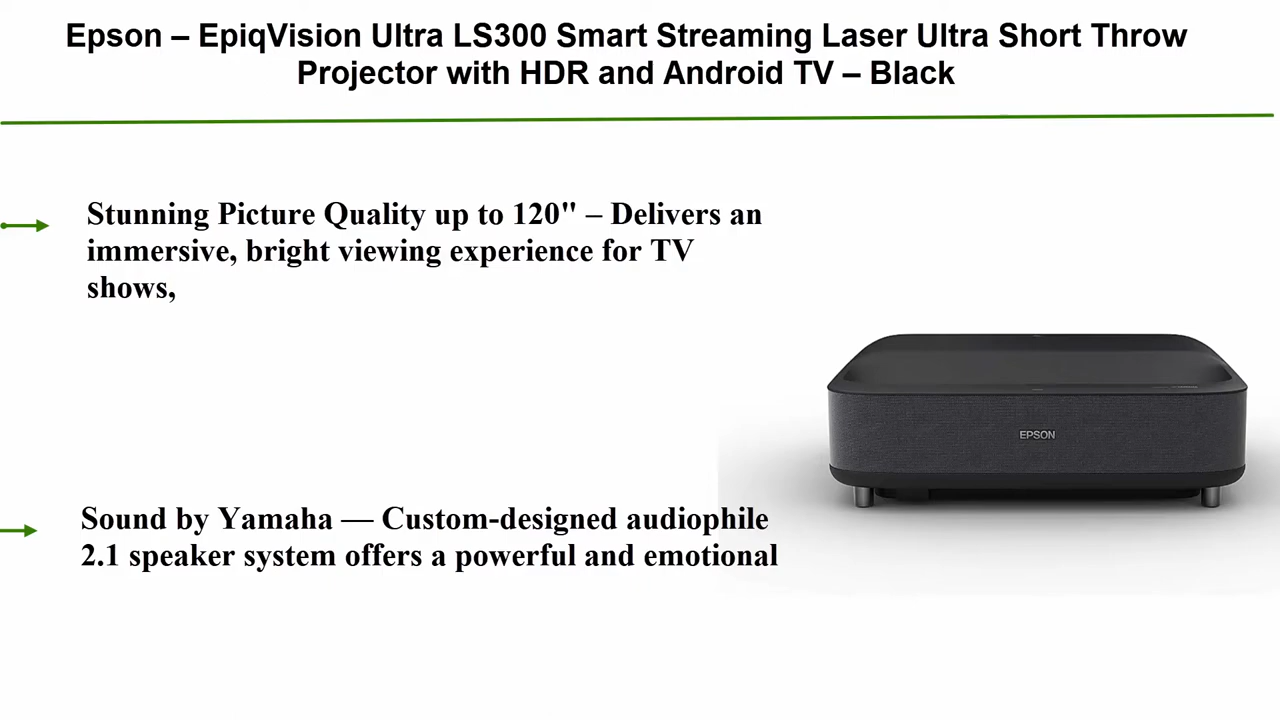 Epson – EpiqVision Ultra LS300 Smart Streaming Laser Ultra Short Throw
Projector with HDR and Android TV – Black
Stunning Picture Quality up to 120" – Delivers an
immersive, bright viewing experience for TV
shows,
EPSON
Sound by Yamaha — Custom-designed audiophile
2.1 speaker system offers a powerful and emotional